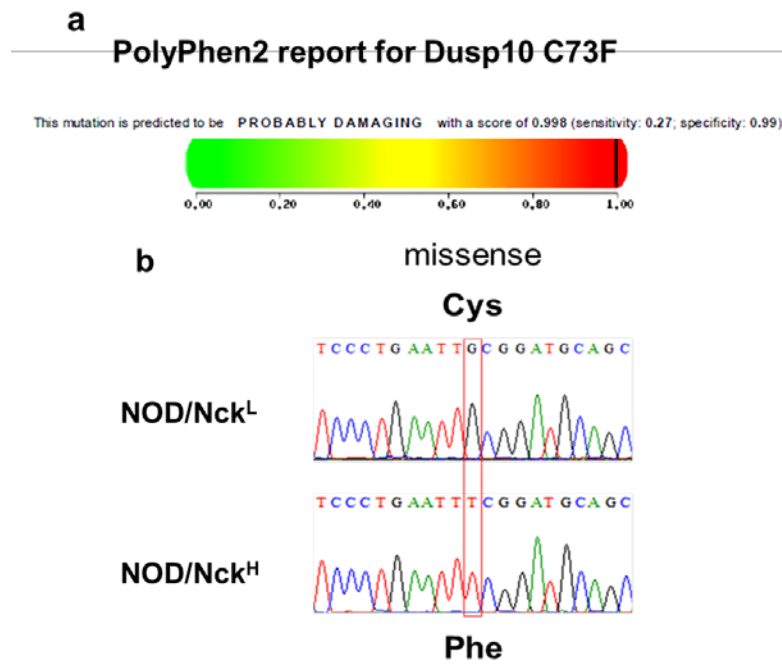 a
PolyPhen2 report for Dusp10 C73F
This mutation is predicted to be PROBABLY DAMAGING with a score of 0.998 (sensitivity: 0.27; specificity: 0.99)
0,00 0,20 0,40 0,60 0,80 1,00
b
missense
Cys
TCCCTGAATTGCGGATGCAGC
NOD/NckL
TCCCTGAATTTCGGATGCAGC
NOD/NckH
Phe